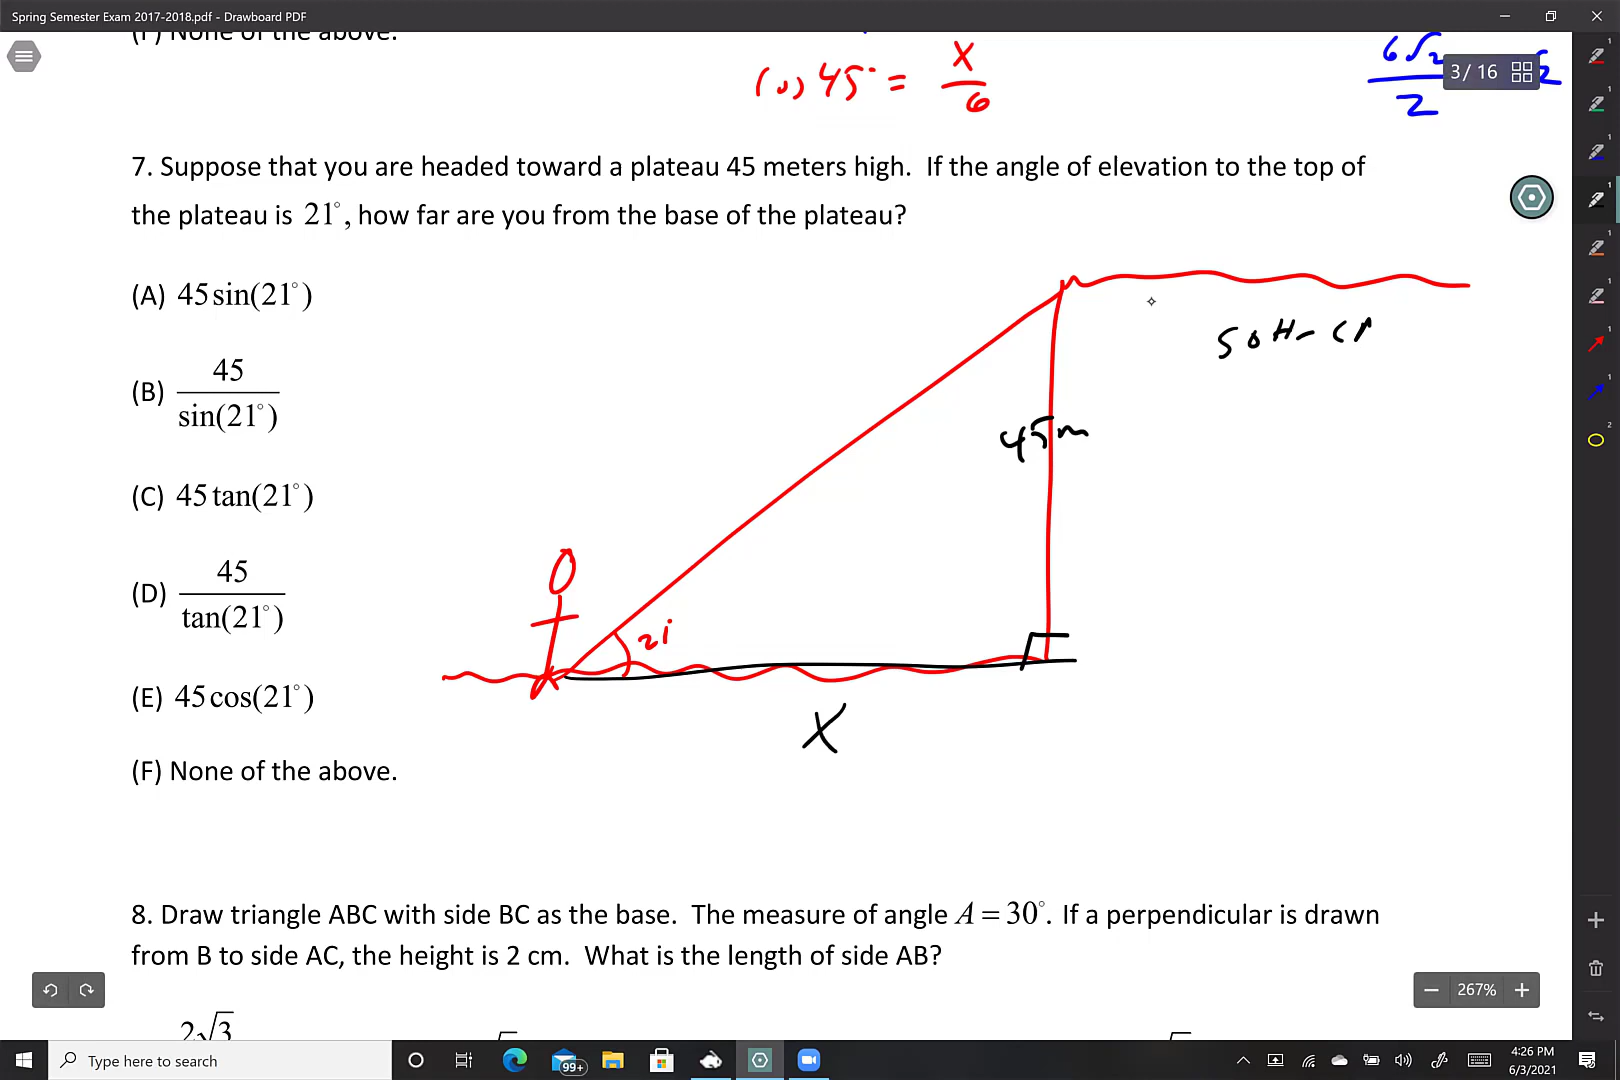 Spring Semester Exam 2017-2018.pdf - Drawboard PDF
(F) None of the above.
cos 45° = x/6
6√2
2
3 / 16
7. Suppose that you are headed toward a plateau 45 meters high. If the angle of elevation to the top of
the plateau is 21°, how far are you from the base of the plateau?
(A) 45 sin(21°)
(B) 45/sin(21°)
(C) 45 tan(21°)
(D) 45/tan(21°)
(E) 45 cos(21°)
(F) None of the above.
45m
21
X
8. Draw triangle ABC with side BC as the base. The measure of angle A = 30°. If a perpendicular is drawn
from B to side AC, the height is 2 cm. What is the length of side AB?
2√3
267%
Type here to search
99+
4:26 PM
6/3/2021